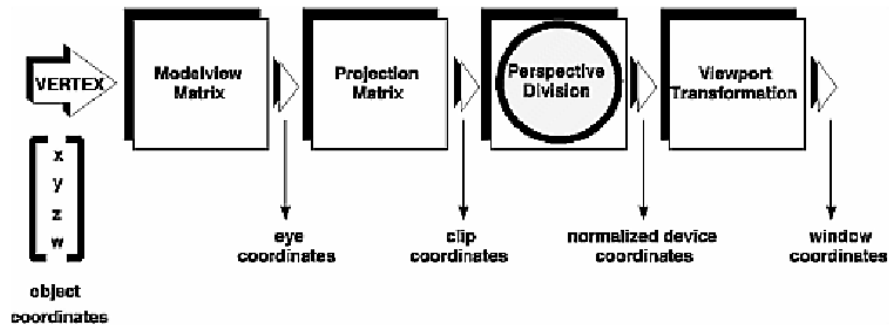 VERTEX
Modelview
Matrix
Projection
Matrix
Perspective
Division
Viewport
Transformation
x
y
z
w
object
coordinates
eye
coordinates
clip
coordinates
normalized device
coordinates
window
coordinates